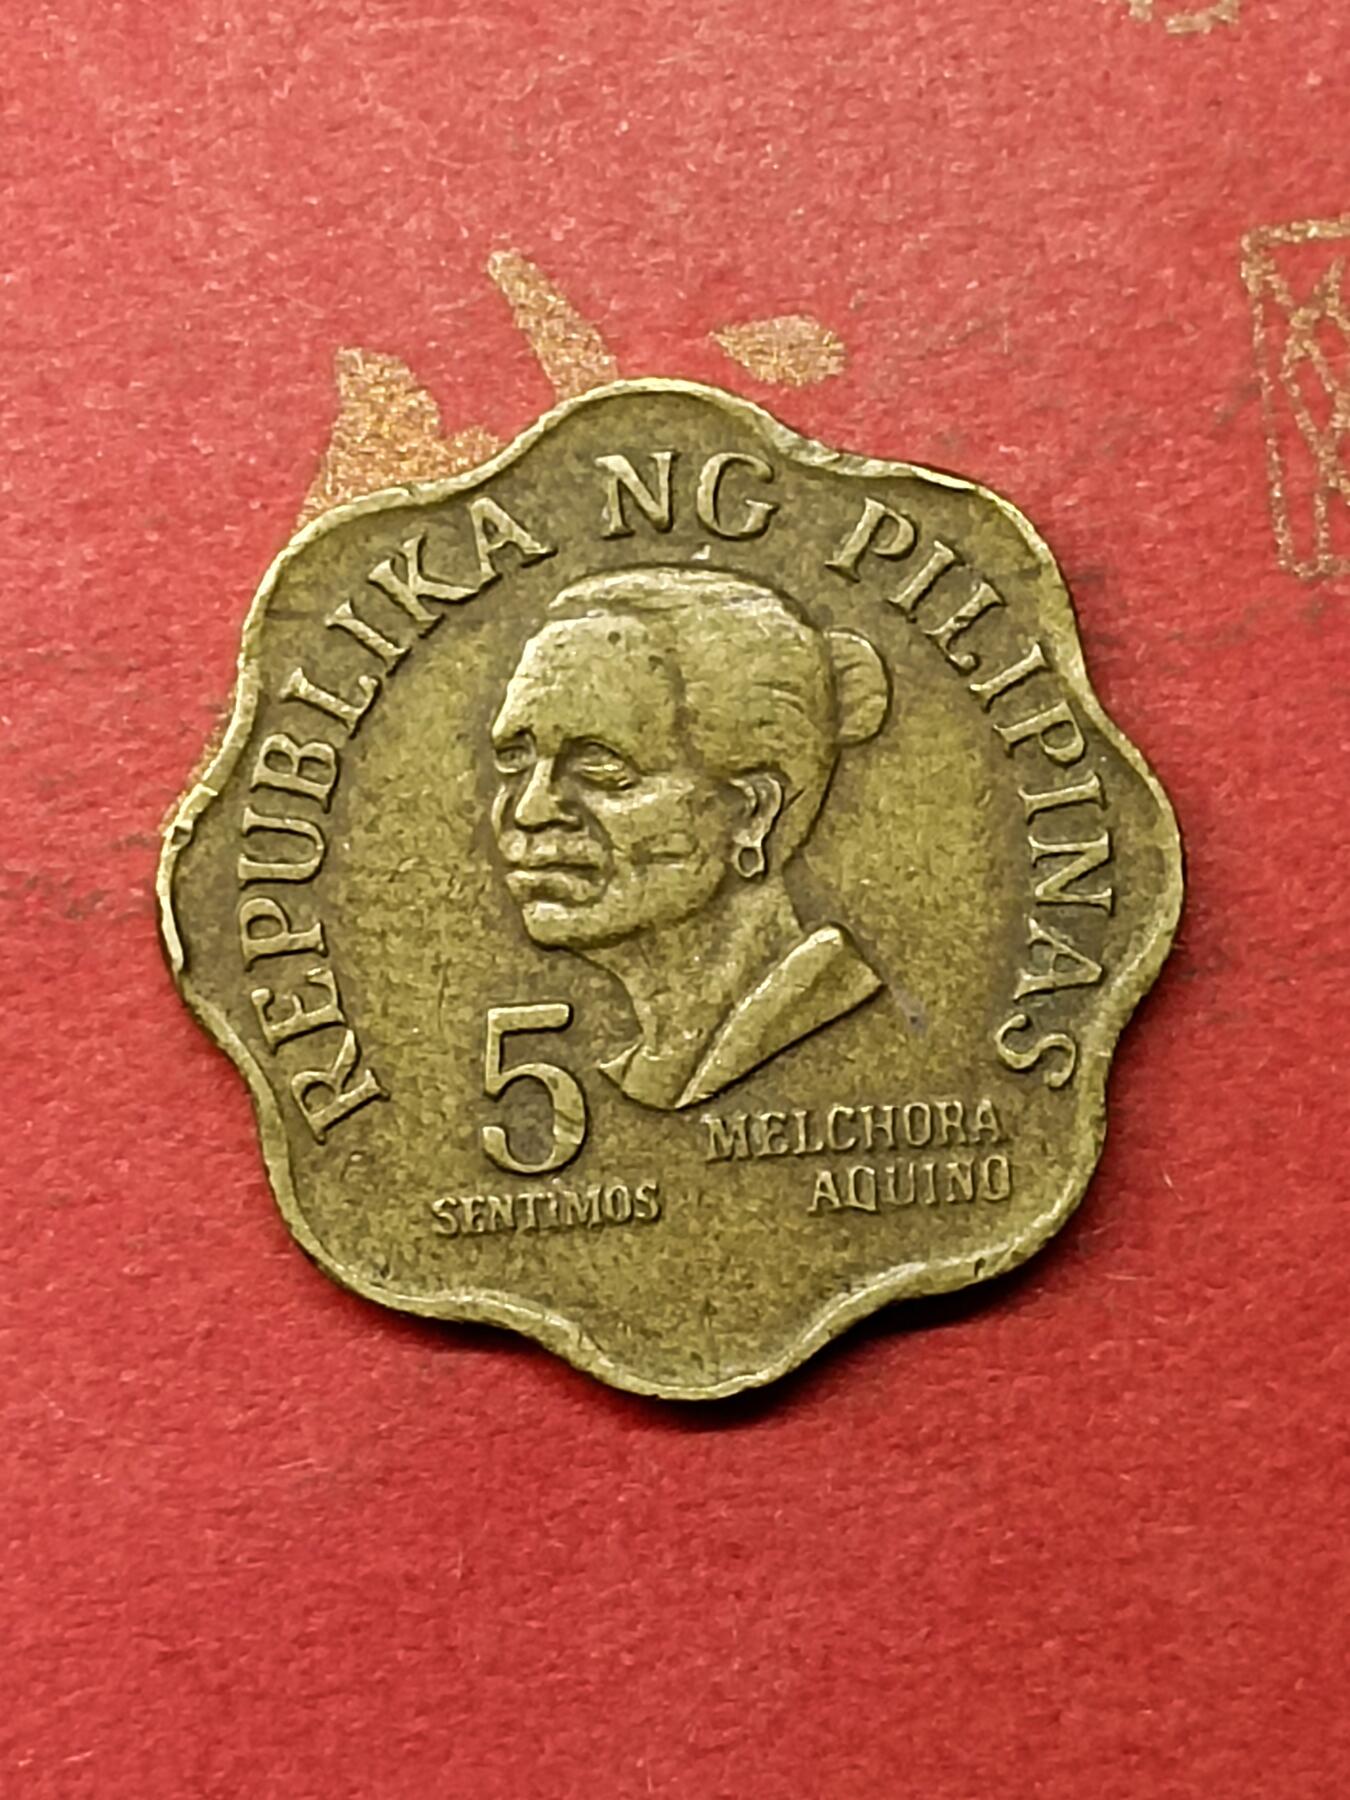 REPUBLIKA NG PILIPINAS
5
SENTIMOS
MELCHORA
AQUINO